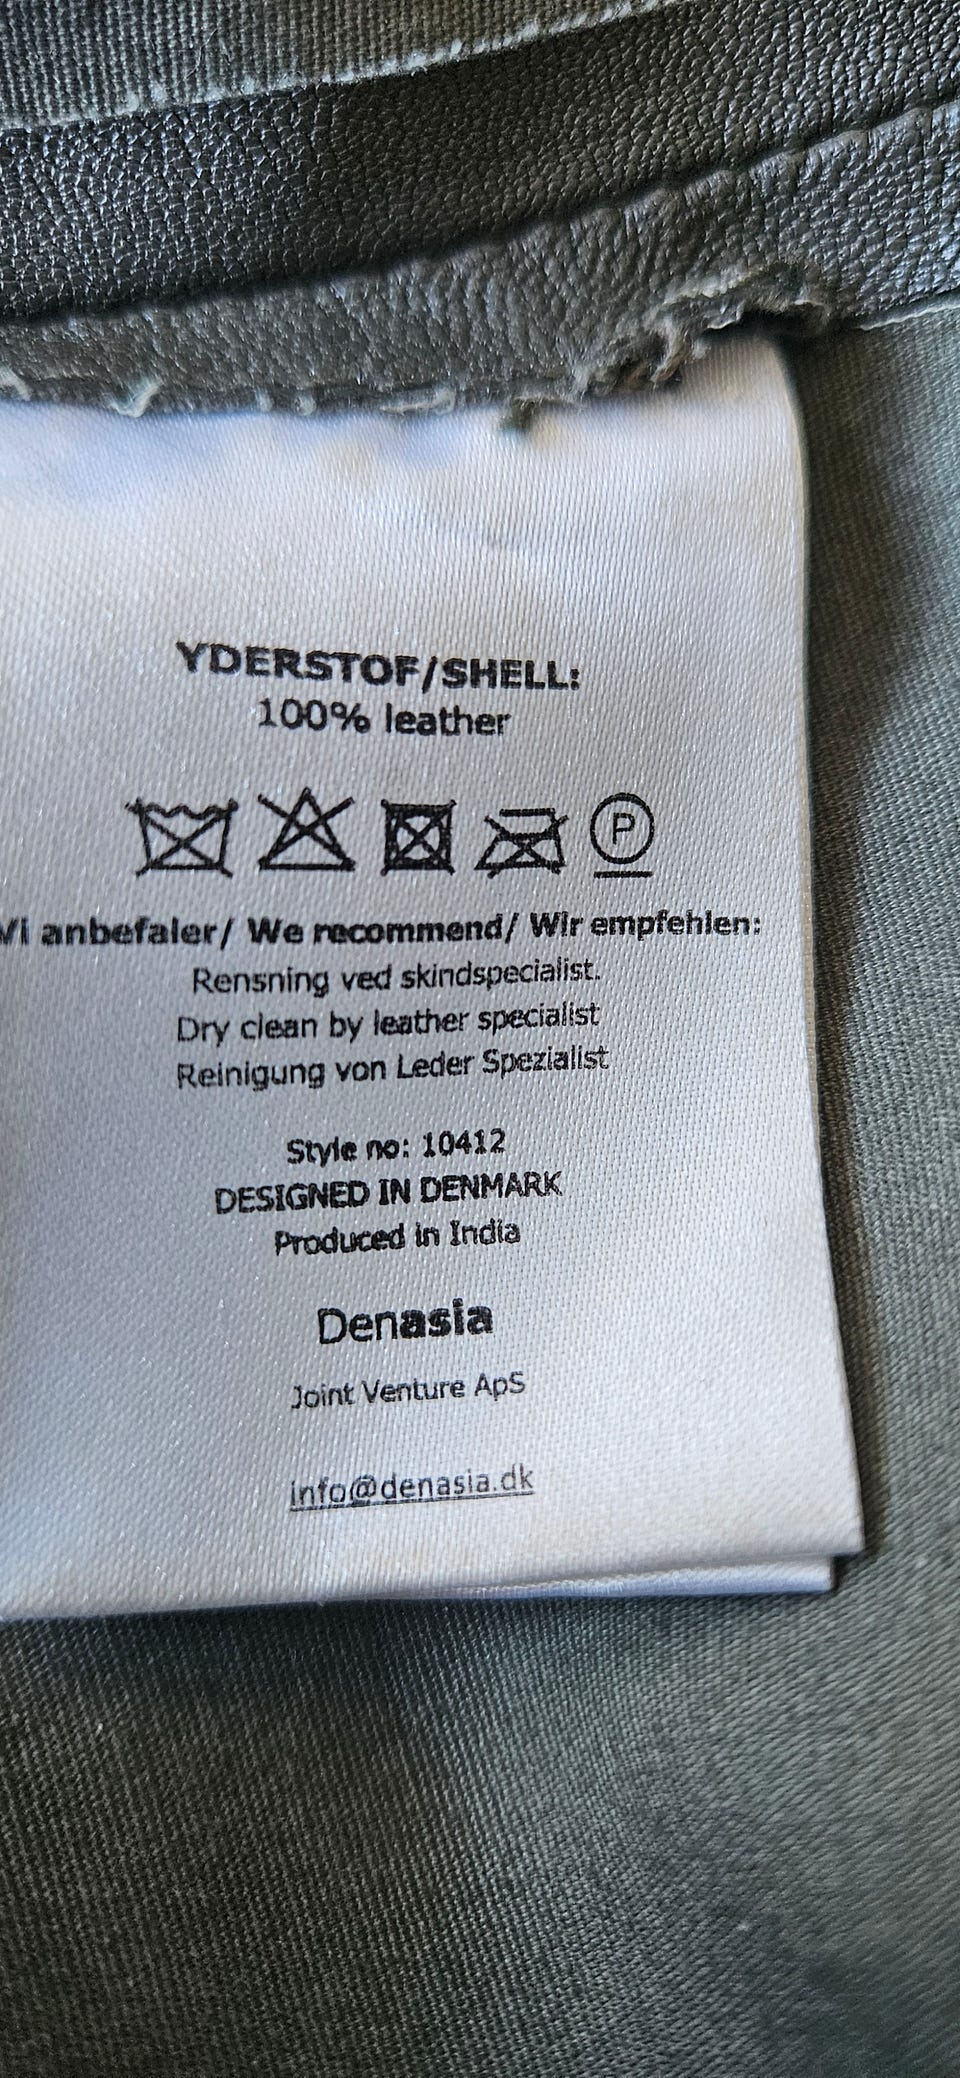 YDERSTOF/SHELL:
100% leather
P
Vi anbefaler/ We recommend/ Wir empfehlen:
Rensning ved skindspecialist.
Dry clean by leather specialist
Reinigung von Leder Spezialist
Style no: 10412
DESIGNED IN DENMARK
Produced in India
Denasia
Joint Venture ApS
info@denasia.dk